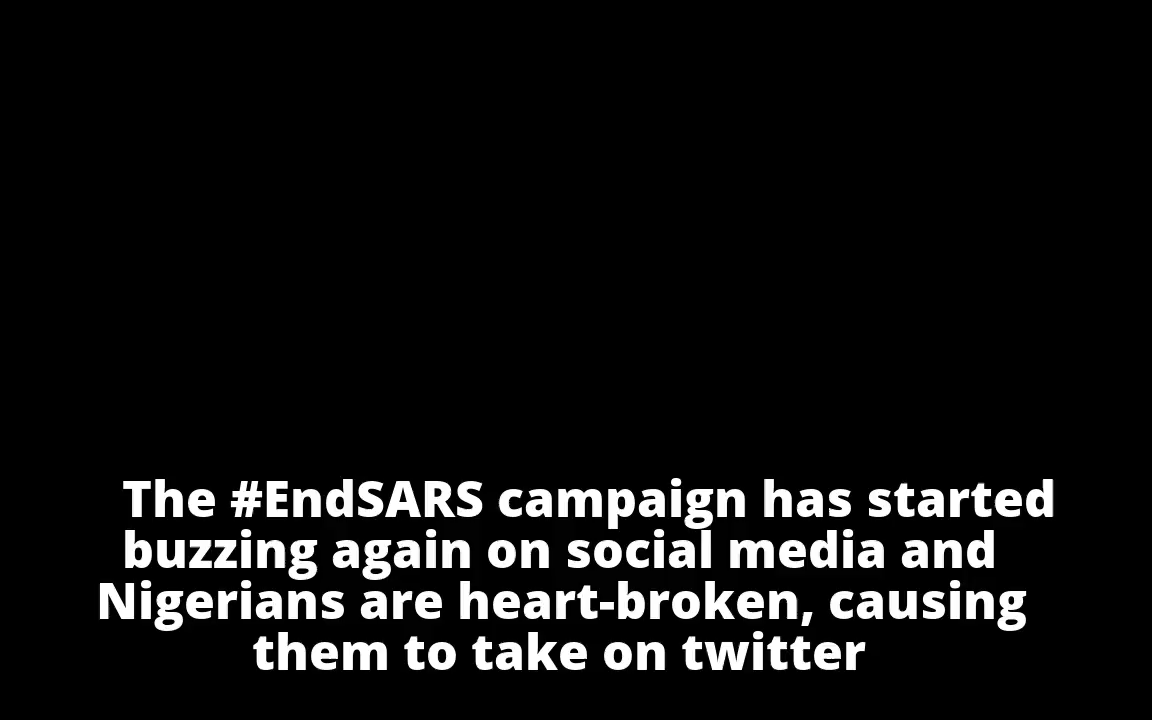 The #EndSARS campaign has started
buzzing again on social media and
Nigerians are heart-broken, causing
them to take on twitter